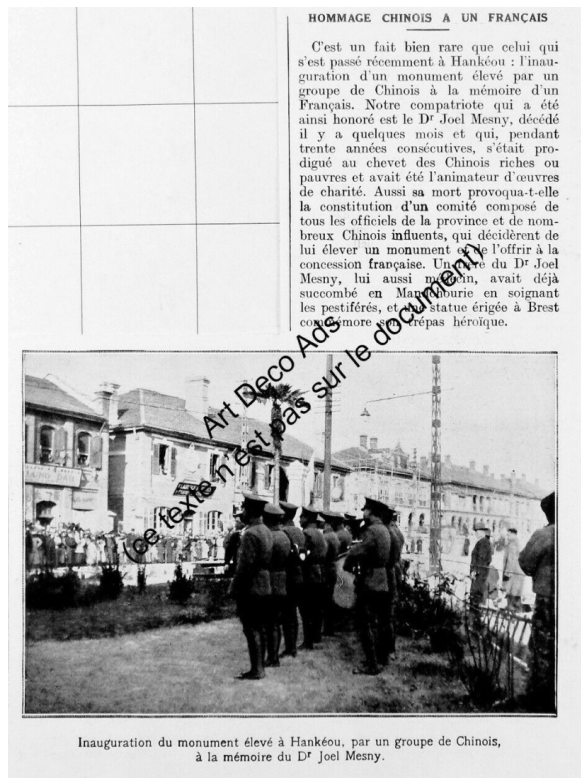 HOMMAGE CHINOIS A UN FRANÇAIS
C'est un fait bien rare que celui qui
s'est passé récemment à Hankéou : l'inau-
guration d'un monument élevé par un
groupe de Chinois à la mémoire d'un
Français. Notre compatriote qui a été
ainsi honoré est le Dr Joel Mesny, décédé
il y a quelques mois et qui, pendant
trente années consécutives, s'était pro-
digué au chevet des Chinois riches ou
pauvres et avait été l'animateur d'œuvres
de charité. Aussi sa mort provoqua-t-elle
la constitution d'un comité composé de
tous les officiels de la province et de nom-
breux Chinois influents, qui décidèrent de
lui élever un monument et de l'offrir à la
concession française. Un frère du Dr Joel
Mesny, lui aussi médecin, avait déjà
succombé en Mandchourie en soignant
les pestiférés, et une statue érigée à Brest
commémore son trépas héroïque.
Art Deco Ads
(ce texte n'est pas sur le document)
Inauguration du monument élevé à Hankéou, par un groupe de Chinois,
à la mémoire du Dr Joel Mesny.